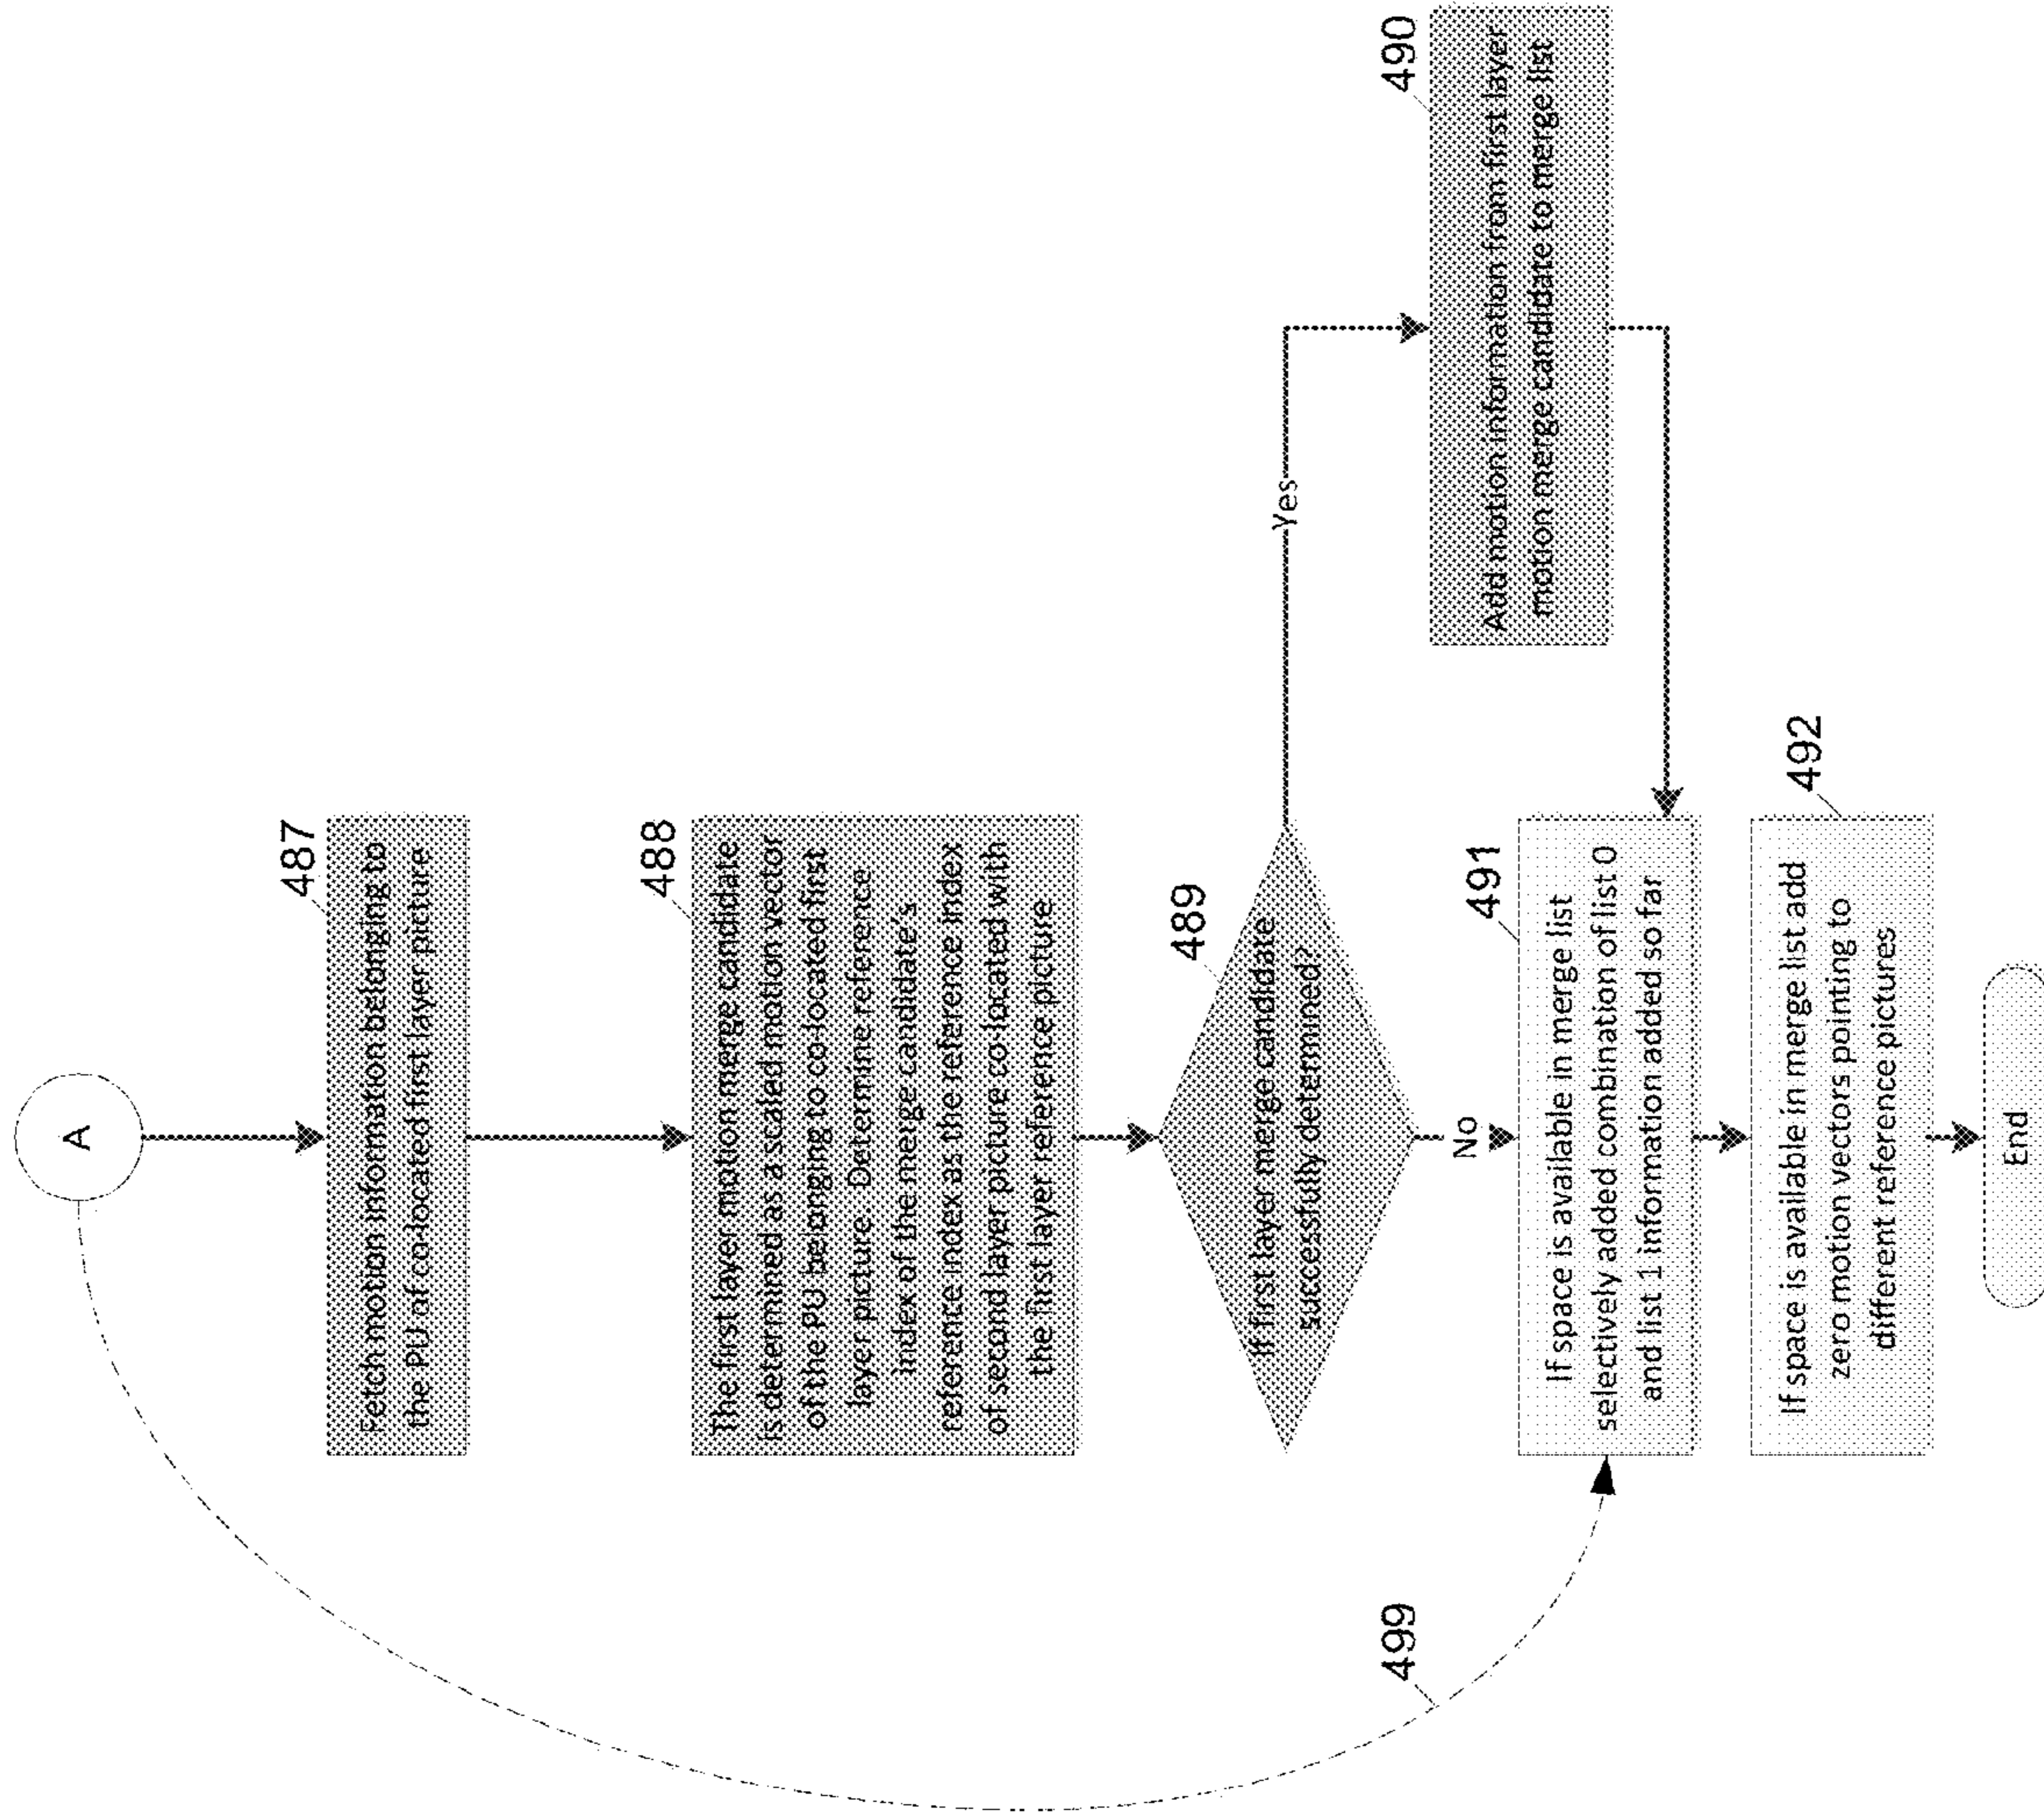 A
487
Fetch motion information belonging to
the PU of co-located first layer picture
488
The first layer motion merge candidate
is determined as a scaled motion vector
of the PU belonging to co-located first
layer picture. Determine reference
index of the merge candidate's
reference index as the reference index
of second layer picture co-located with
the first layer reference picture
489
If first layer merge candidate
successfully determined?
Yes
490
Add motion information from first layer
motion merge candidate to merge list
No
491
If space is available in merge list
selectively added combination of list 0
and list 1 information added so far
499
492
If space is available in merge list add
zero motion vectors pointing to
different reference pictures
End